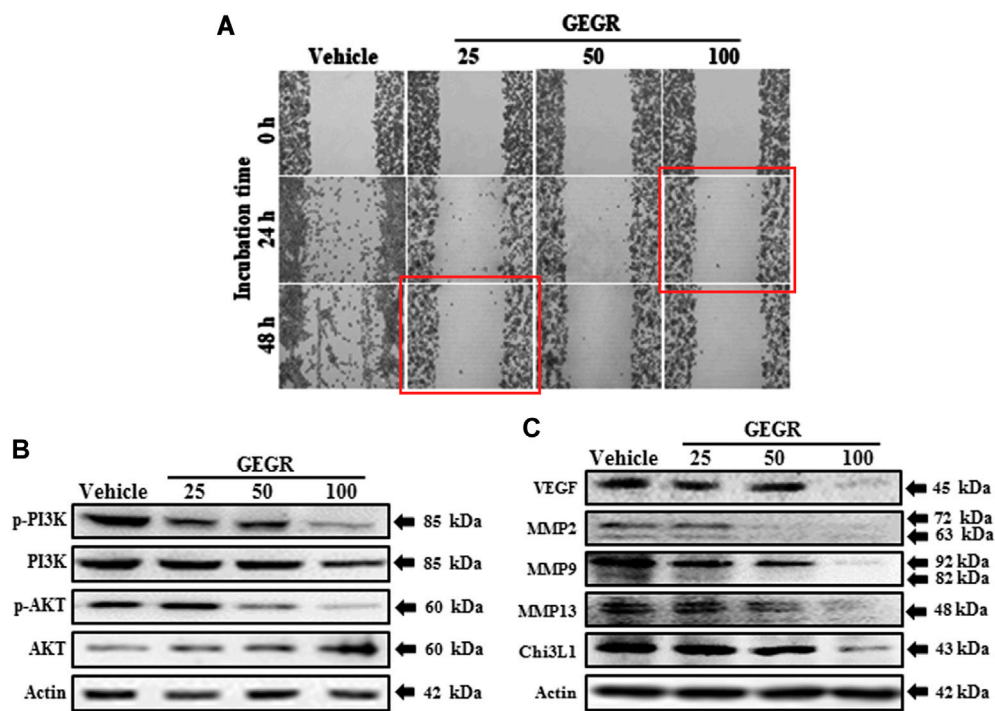 A
GEGR
Vehicle 25 50 100
Incubation time
0 h
24 h
48 h
B
GEGR
Vehicle 25 50 100
p-PI3K 85 kDa
PI3K 85 kDa
p-AKT 60 kDa
AKT 60 kDa
Actin 42 kDa
C
GEGR
Vehicle 25 50 100
VEGF 45 kDa
MMP2 72 kDa
63 kDa
MMP9 92 kDa
82 kDa
MMP13 48 kDa
Chi3L1 43 kDa
Actin 42 kDa